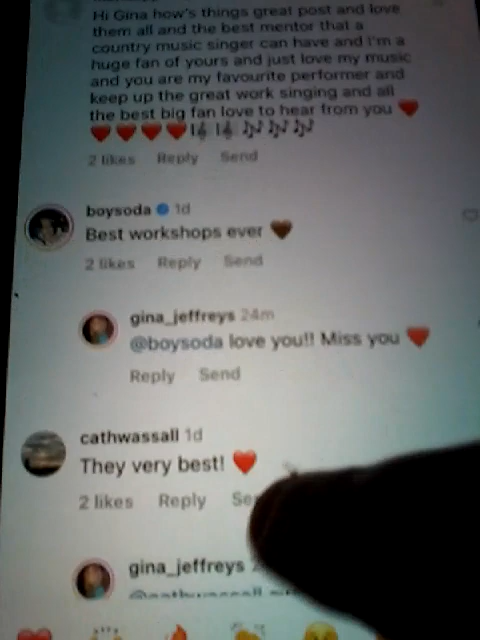 Hi Gina how's things great post and love
them all and the best mentor that a
country music singer can have and I'm a
huge fan of yours and just love my music
and you are my favourite performer and
keep up the great work singing and all
the best big fan love to hear from you ❤️
❤️❤️❤️❤️🎼🎼🎶🎶🎶
2 likes Reply Send
boysoda 1d
Best workshops ever 🤎
2 likes Reply Send
gina_jeffreys 24m
@boysoda love you!! Miss you ❤️
Reply Send
cathwassall 1d
They very best! ❤️
2 likes Reply
gina_jeffreys